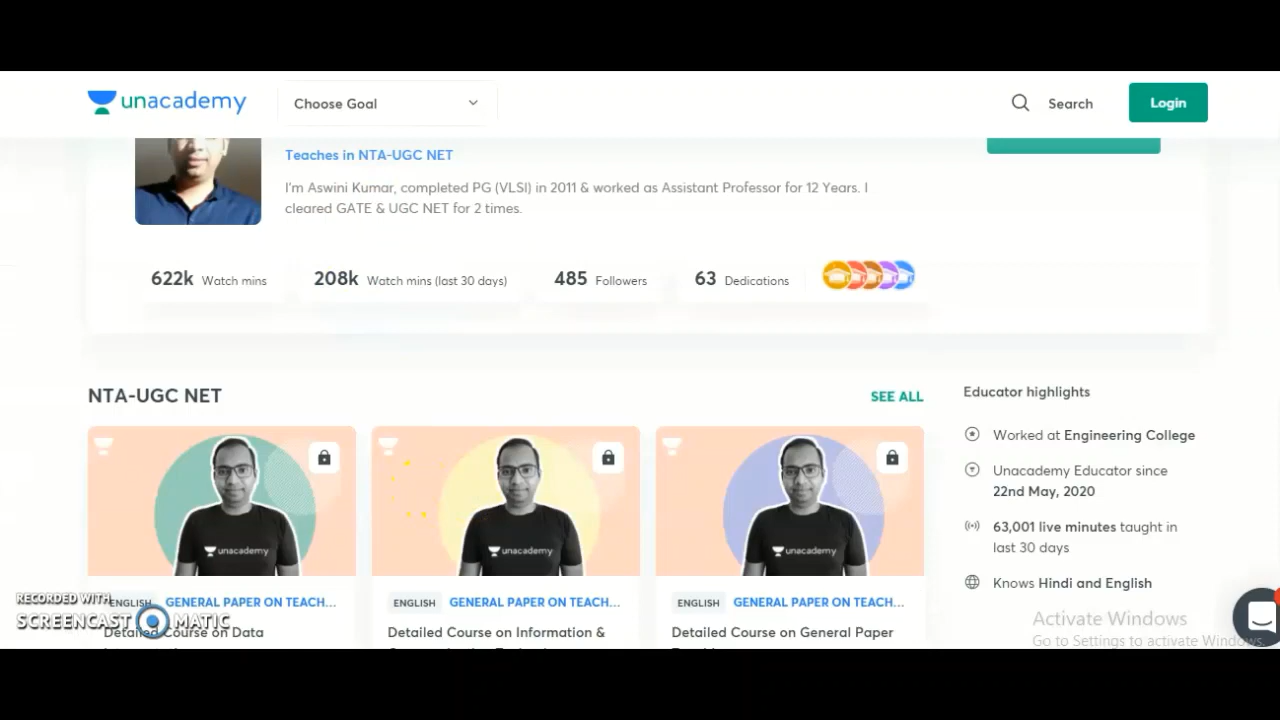 unacademy
Choose Goal
Search
Login
Teaches in NTA-UGC NET
I'm Aswini Kumar, completed PG (VLSI) in 2011 & worked as Assistant Professor for 12 Years. I
cleared GATE & UGC NET for 2 times.
622k Watch mins
208k Watch mins (last 30 days)
485 Followers
63 Dedications
NTA-UGC NET
SEE ALL
unacademy
ENGLISH GENERAL PAPER ON TEACH...
Detailed Course on Data
unacademy
ENGLISH GENERAL PAPER ON TEACH...
Detailed Course on Information &
unacademy
ENGLISH GENERAL PAPER ON TEACH...
Detailed Course on General Paper
Educator highlights
Worked at Engineering College
Unacademy Educator since
22nd May, 2020
63,001 live minutes taught in
last 30 days
Knows Hindi and English
RECORDED WITH
SCREENCAST MATIC
Activate Windows
Go to Settings to activate Windows.